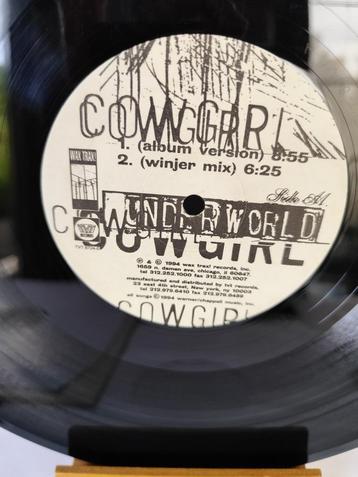 COWGIRL
1. (album version) 8:55
2. (winjer mix) 6:25
WAX TRAX!
UNDERWORLD
COWGIRL
℗ & © 1994 wax trax! records, inc.
1659 n. damen ave, chicago, il 60647.
tel 312.252.1000 fax 312.252.1007
manufactured and distributed by tvt records,
23 east 4th street, New york, ny 10003
tel 212.979.6410 fax 212.979.6489
all songs © 1994 warner/chappell music, inc.
COWGIRL